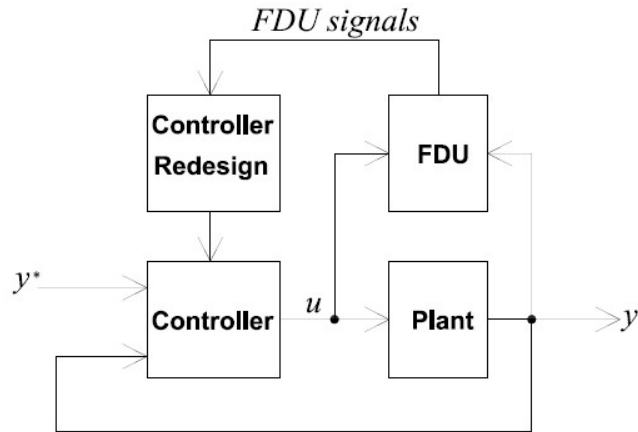 FDU signals
Controller
Redesign
FDU
y*
Controller
u
Plant
y